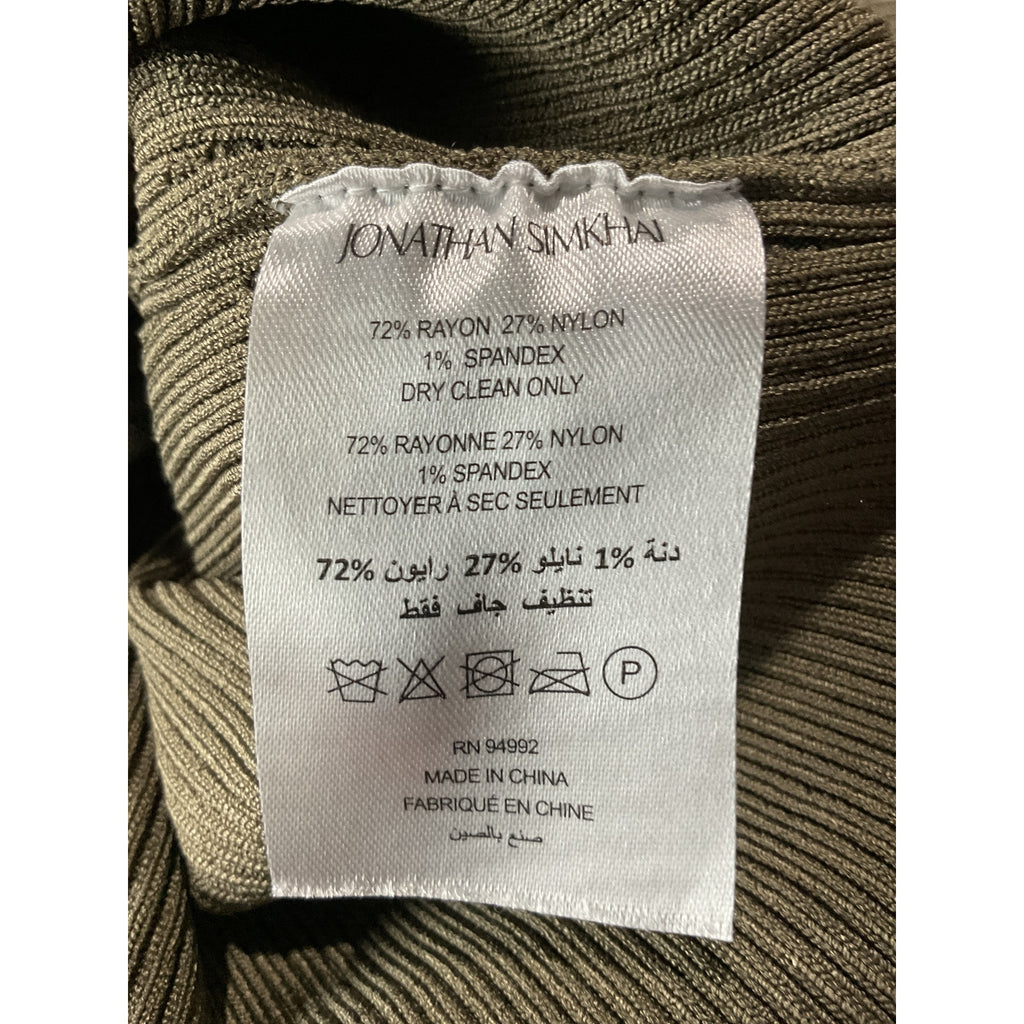 JONATHAN SIMKHAI
72% RAYON 27% NYLON
1% SPANDEX
DRY CLEAN ONLY
72% RAYONNE 27% NYLON
1% SPANDEX
NETTOYER À SEC SEULEMENT
72% رايون 27% نايلو 1% دنة
تنظيف جاف فقط
P
RN 94992
MADE IN CHINA
FABRIQUÉ EN CHINE
صنع بالصين